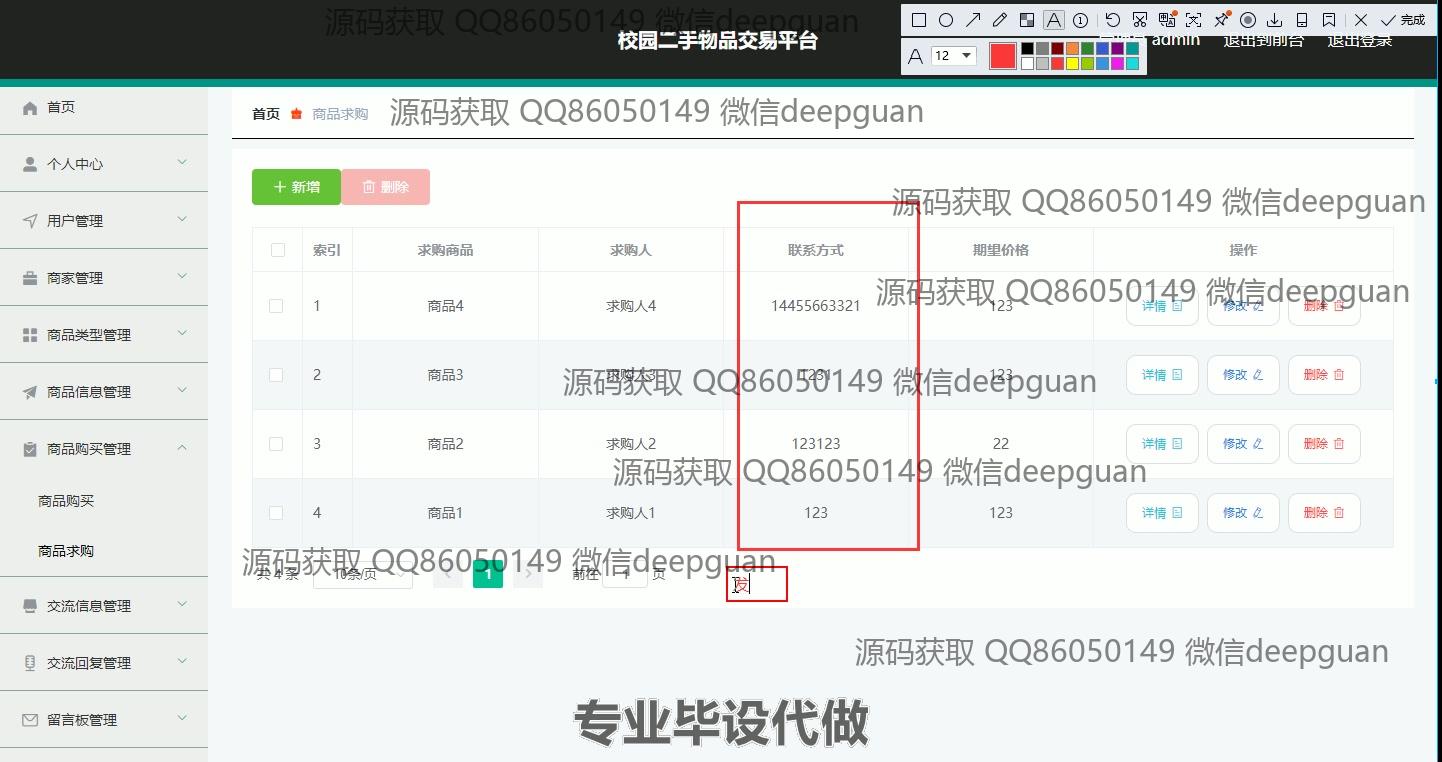 源码获取 QQ86050149 微信deepguan
校园二手物品交易平台
12
完成
admin 退出到前台 退出登录
首页
个人中心
用户管理
商家管理
商品类型管理
商品信息管理
商品购买管理
商品购买
商品求购
交流信息管理
交流回复管理
留言板管理
首页 商品求购
源码获取 QQ86050149 微信deepguan
新增 删除
源码获取 QQ86050149 微信deepguan
索引 求购商品 求购人 联系方式 期望价格 操作
源码获取 QQ86050149 微信deepguan
1 商品4 求购人4 14455663321 123 详情 修改 删除
2 商品3 求购人3 1231 123 详情 修改 删除
源码获取 QQ86050149 微信deepguan
3 商品2 求购人2 123123 22 详情 修改 删除
源码获取 QQ86050149 微信deepguan
4 商品1 求购人1 123 123 详情 修改 删除
源码获取 QQ86050149 微信deepguan
共 4 条 10条/页 1 前往 1 页
发
源码获取 QQ86050149 微信deepguan
专业毕设代做